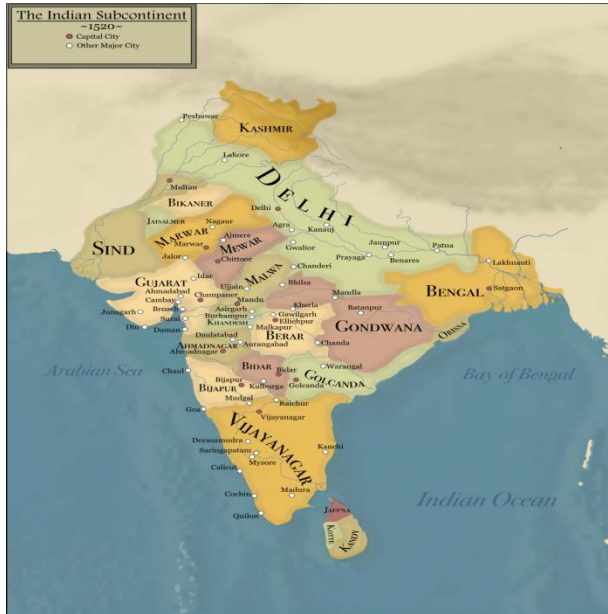 The Indian Subcontinent
~1520~
Capital City
Other Major City
Peshawar
KASHMIR
Lahore
DELHI
Multan
BIKANER
Delhi
JAISALMER
Nagaur
Agra
Kanauj
SIND
MARWAR
Ajmere
Marwar
MEWAR
Gwalior
Jaunpur
Patna
Jalor
Chittoor
Prayaga
Benares
Lakhnauti
Idar
MALWA
Chanderi
GUJARAT
Ujjain
Bhilsa
BENGAL
Satgaon
Ahmadabad
Champaner
Mandu
Mandla
Cambay
Junagarh
Broach
Asirgarh
Kherla
Batanpur
Surat
Burhampur
Gawilgarh
GONDWANA
ORISSA
Diu
KHANDESH
Ellichpur
Daman
Malkapur
BERAR
Daulatabad
AHMADNAGAR
Aurangabad
Chanda
Ahmjadnagar
Arabian Sea
Chaul
BIDAR
Bidar
Waraogal
Bay of Bengal
GOLCANDA
Bijapur
Kulburga
Golcanda
BIJAPUR
Mudgal
Raichur
Goa
Vijayanagar
VIJAYANAGAR
Dorasamudra
Kanchi
Saringapatam
Mysore
Calicut
Cochin
Madura
Indian Ocean
Quilon
JAFFNA
KOTTE
KANDY